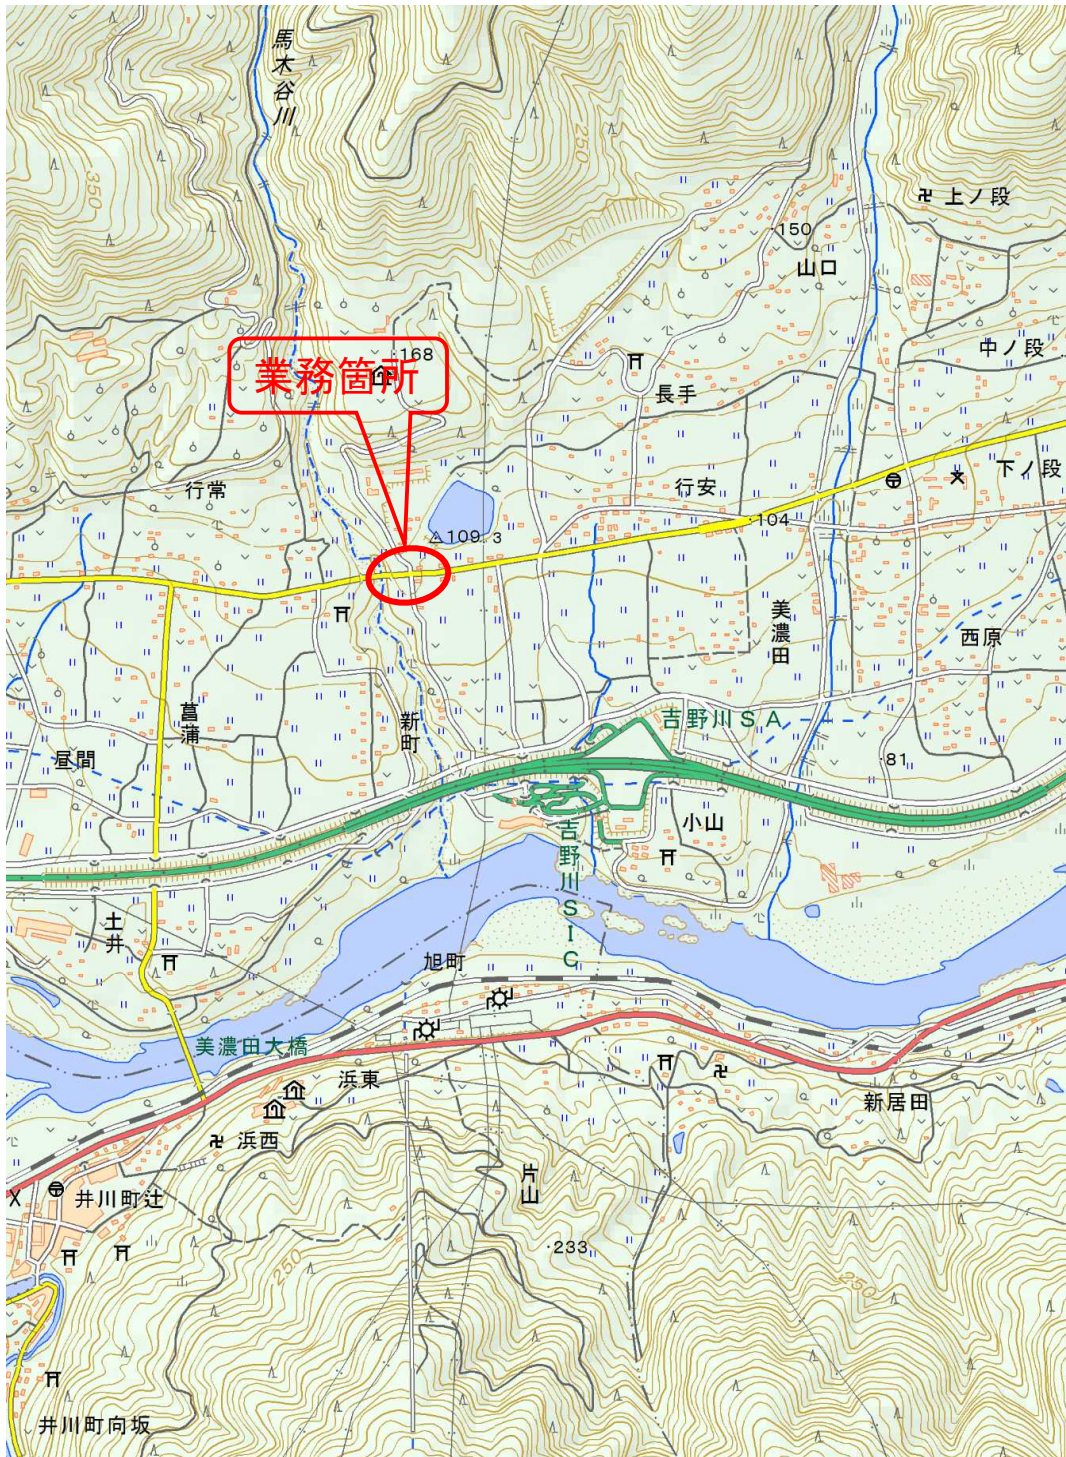 馬木谷川
350
250
上ノ段
150
山口
168
業務箇所
中ノ段
長手
行常
行安
下ノ段
104
109.3
美濃田
西原
菖蒲
新町
吉野川SA
昼間
81
小山
吉野川SIC
土井
旭町
美濃田大橋
浜東
新居田
浜西
片山
井川町辻
233
250
250
井川町向坂